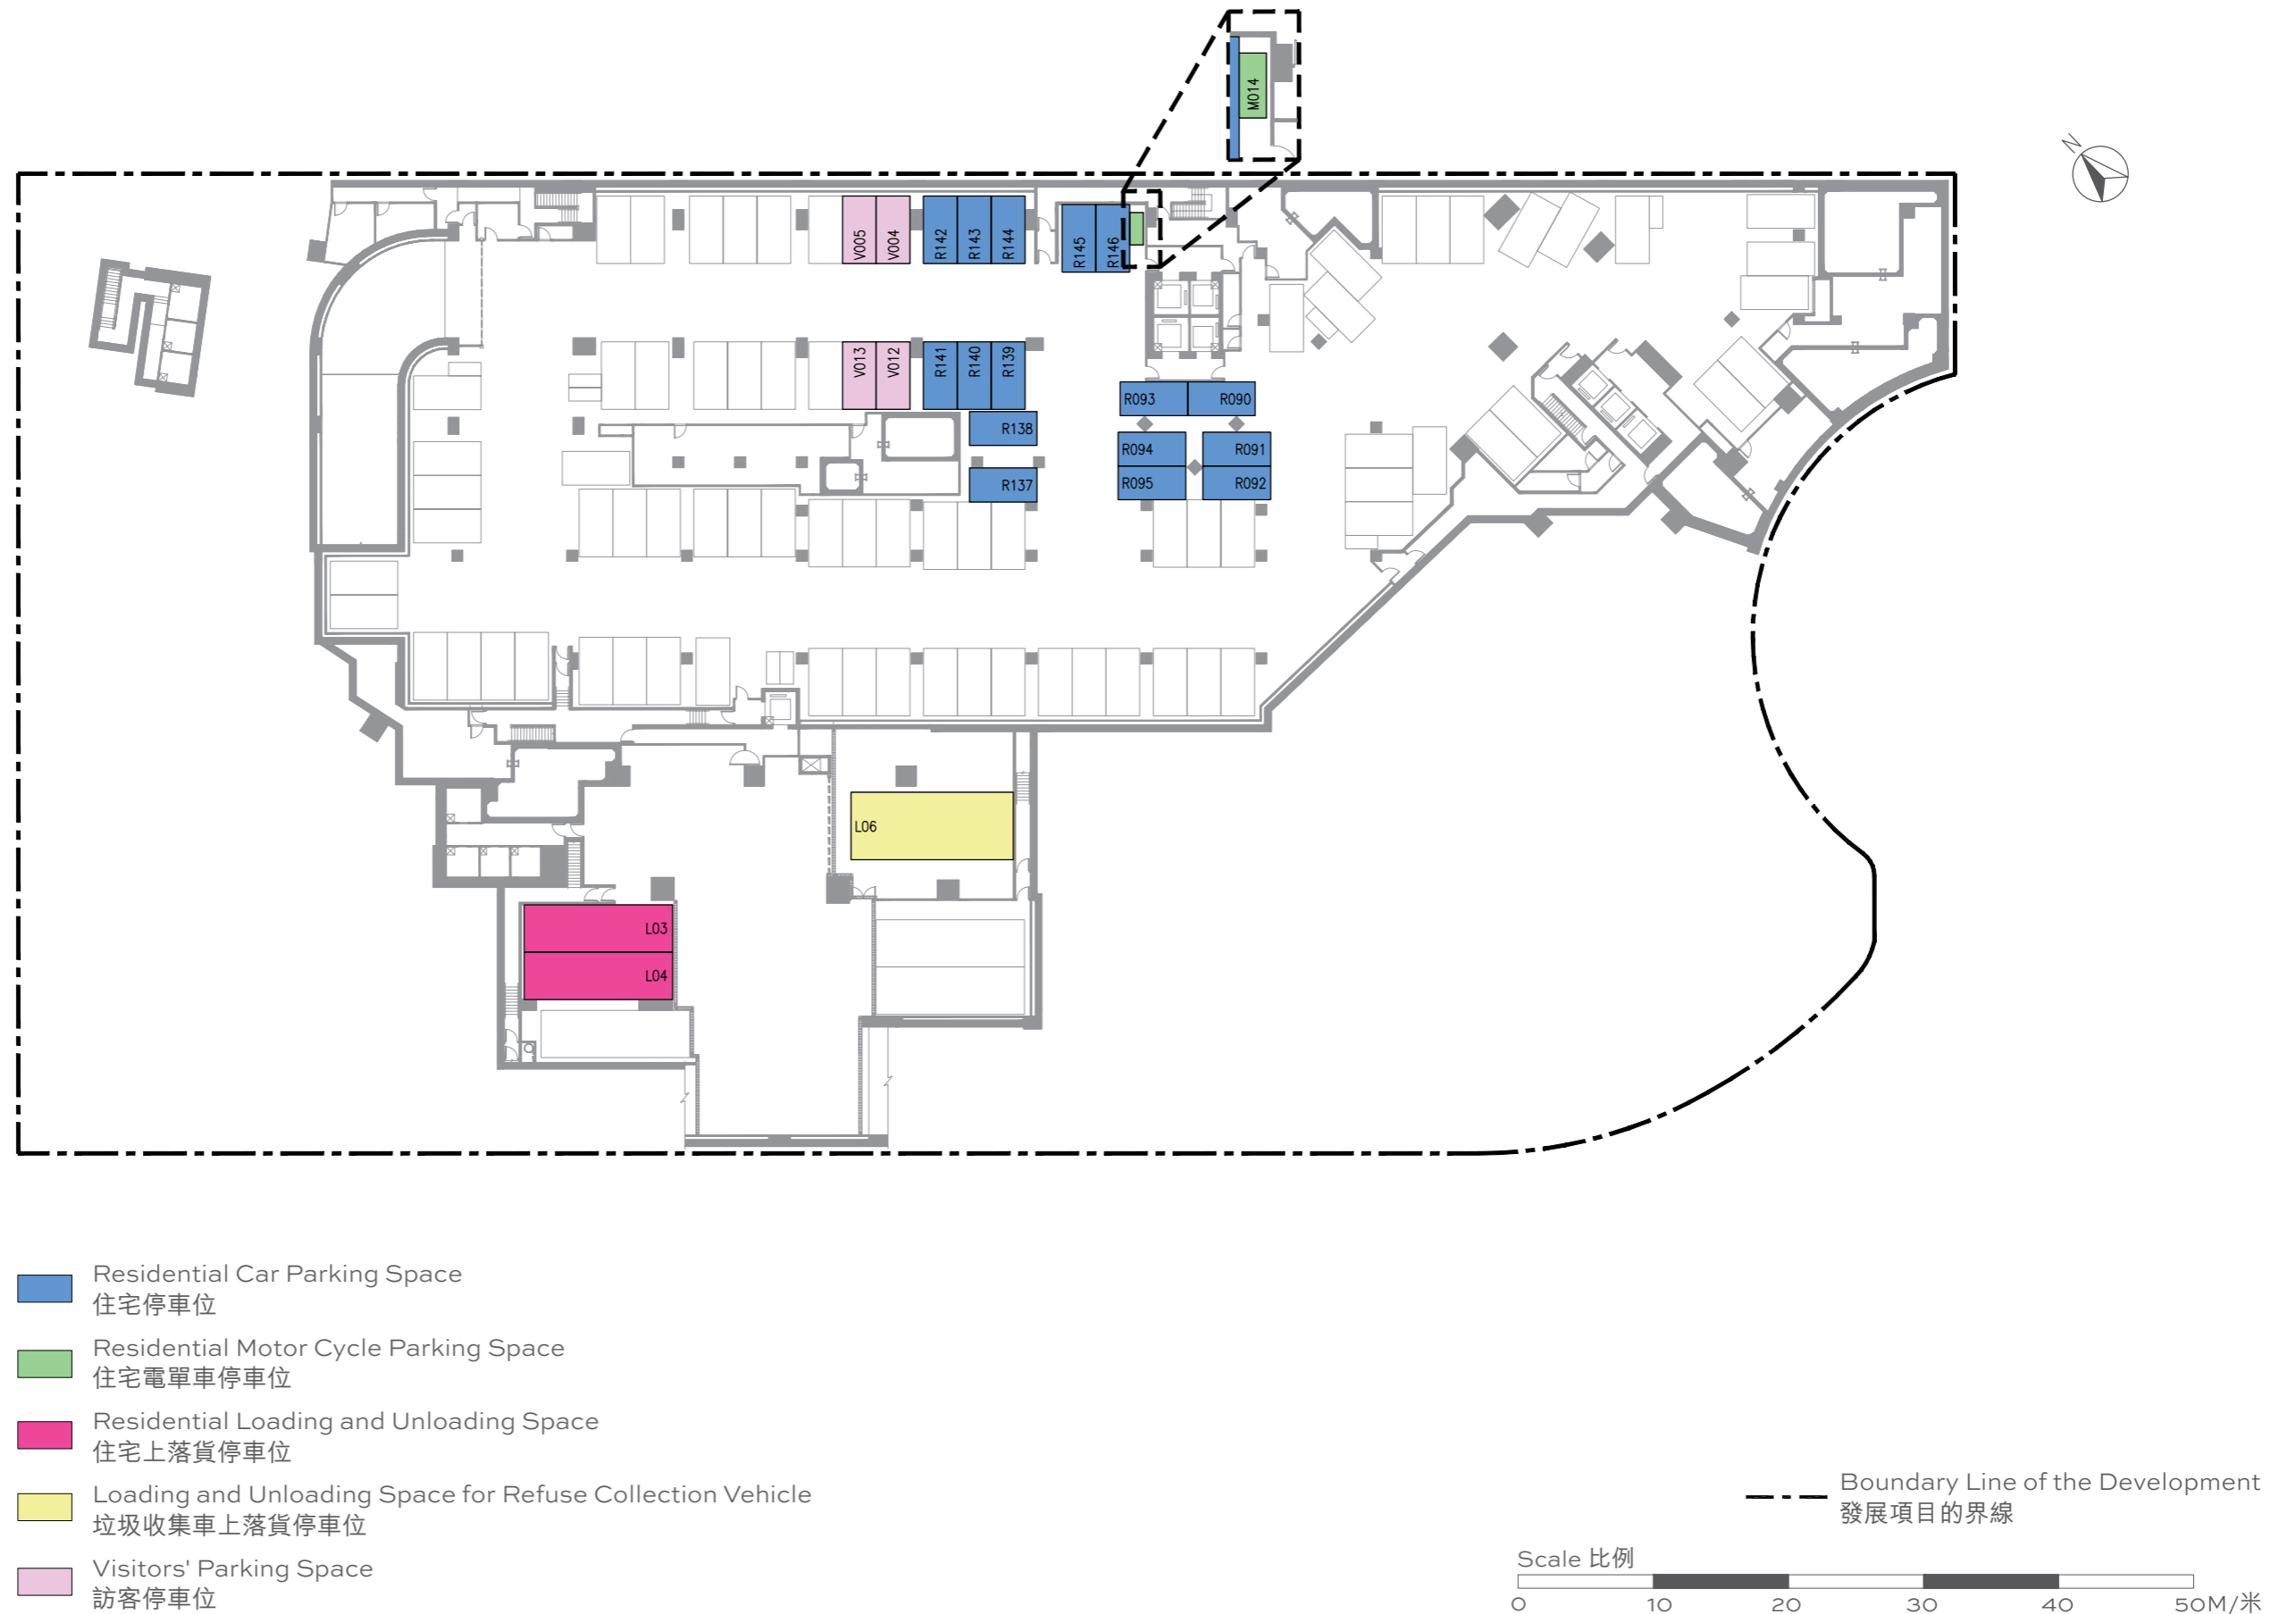 M014
N
V005
V004
R142
R143
R144
R145
R146
V013
V012
R141
R140
R139
R138
R137
R093
R090
R094
R091
R095
R092
L06
L03
L04
Residential Car Parking Space
住宅停車位
Residential Motor Cycle Parking Space
住宅電單車停車位
Residential Loading and Unloading Space
住宅上落貨停車位
Loading and Unloading Space for Refuse Collection Vehicle
垃圾收集車上落貨停車位
Visitors' Parking Space
訪客停車位
Boundary Line of the Development
發展項目的界線
Scale 比例
0 10 20 30 40 50M/米